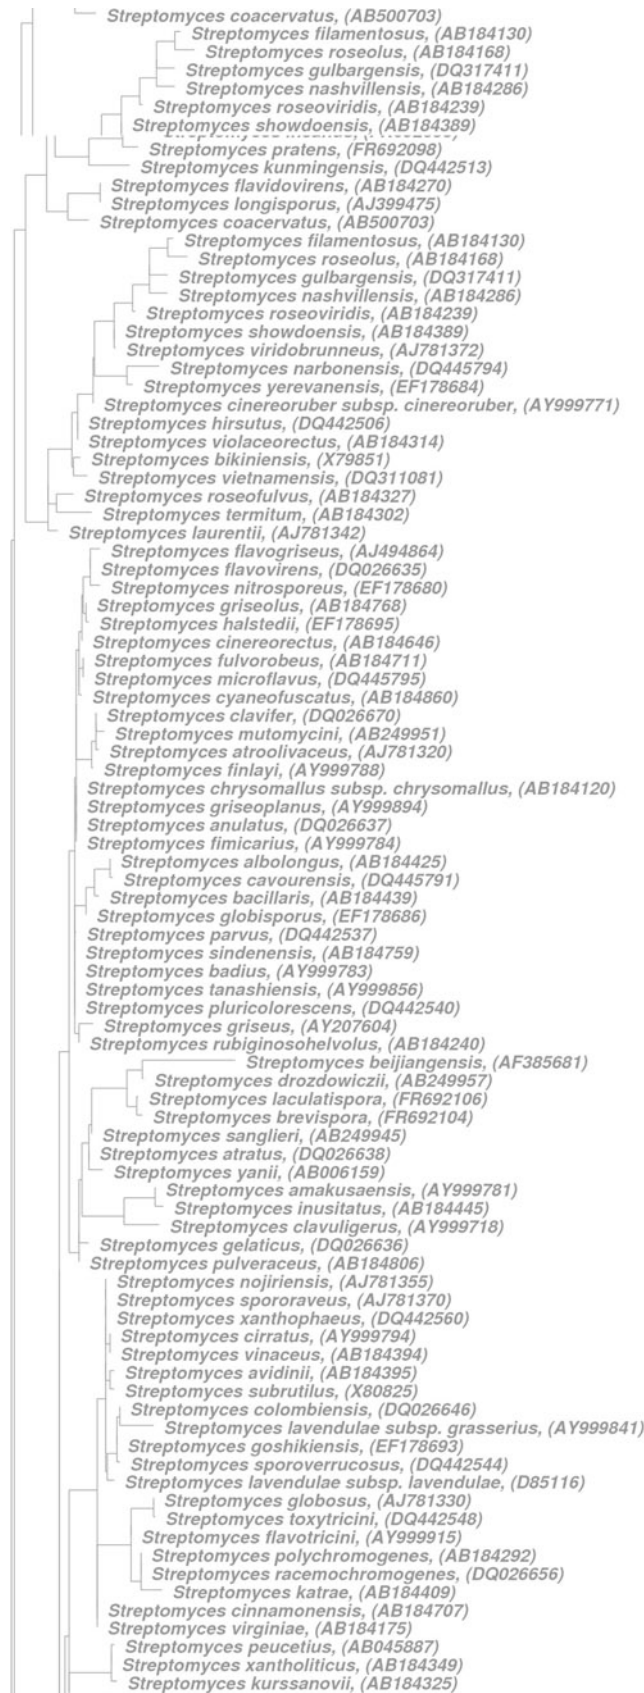 Streptomyces coacervatus, (AB500703)
Streptomyces filamentosus, (AB184130)
Streptomyces roseolus, (AB184168)
Streptomyces gulbargensis, (DQ317411)
Streptomyces nashvillensis, (AB184286)
Streptomyces roseoviridis, (AB184239)
Streptomyces showdoensis, (AB184389)
Streptomyces pratens, (FR692098)
Streptomyces kunmingensis, (DQ442513)
Streptomyces flavidovirens, (AB184270)
Streptomyces longisporus, (AJ399475)
Streptomyces coacervatus, (AB500703)
Streptomyces filamentosus, (AB184130)
Streptomyces roseolus, (AB184168)
Streptomyces gulbargensis, (DQ317411)
Streptomyces nashvillensis, (AB184286)
Streptomyces roseoviridis, (AB184239)
Streptomyces showdoensis, (AB184389)
Streptomyces viridobrunneus, (AJ781372)
Streptomyces narbonensis, (DQ445794)
Streptomyces yerevanensis, (EF178684)
Streptomyces cinereoruber subsp. cinereoruber, (AY999771)
Streptomyces hirsutus, (DQ442506)
Streptomyces violaceorectus, (AB184314)
Streptomyces bikiniensis, (X79851)
Streptomyces vietnamensis, (DQ311081)
Streptomyces roseofulvus, (AB184327)
Streptomyces termitum, (AB184302)
Streptomyces laurentii, (AJ781342)
Streptomyces flavogriseus, (AJ494864)
Streptomyces flavovirens, (DQ026635)
Streptomyces nitrosporeus, (EF178680)
Streptomyces griseolus, (AB184768)
Streptomyces halstedii, (EF178695)
Streptomyces cinereorectus, (AB184646)
Streptomyces fulvorobeus, (AB184711)
Streptomyces microflavus, (DQ445795)
Streptomyces cyaneofuscatus, (AB184860)
Streptomyces clavifer, (DQ026670)
Streptomyces mutomycini, (AB249951)
Streptomyces atroolivaceus, (AJ781320)
Streptomyces finlayi, (AY999788)
Streptomyces chrysomallus subsp. chrysomallus, (AB184120)
Streptomyces griseoplanus, (AY999894)
Streptomyces anulatus, (DQ026637)
Streptomyces fimicarius, (AY999784)
Streptomyces albolongus, (AB184425)
Streptomyces cavourensis, (DQ445791)
Streptomyces bacillaris, (AB184439)
Streptomyces globisporus, (EF178686)
Streptomyces parvus, (DQ442537)
Streptomyces sindenensis, (AB184759)
Streptomyces badius, (AY999783)
Streptomyces tanashiensis, (AY999856)
Streptomyces pluricolorescens, (DQ442540)
Streptomyces griseus, (AY207604)
Streptomyces rubiginosohelvolus, (AB184240)
Streptomyces beijiangensis, (AF385681)
Streptomyces drozdowiczii, (AB249957)
Streptomyces laculatispora, (FR692106)
Streptomyces brevispora, (FR692104)
Streptomyces sanglieri, (AB249945)
Streptomyces atratus, (DQ026638)
Streptomyces yanii, (AB006159)
Streptomyces amakusaensis, (AY999781)
Streptomyces inusitatus, (AB184445)
Streptomyces clavuligerus, (AY999718)
Streptomyces gelaticus, (DQ026636)
Streptomyces pulveraceus, (AB184806)
Streptomyces nojiriensis, (AJ781355)
Streptomyces spororaveus, (AJ781370)
Streptomyces xanthophaeus, (DQ442560)
Streptomyces cirratus, (AY999794)
Streptomyces vinaceus, (AB184394)
Streptomyces avidinii, (AB184395)
Streptomyces subrutilus, (X80825)
Streptomyces colombiensis, (DQ026646)
Streptomyces lavendulae subsp. grasserius, (AY999841)
Streptomyces goshikiensis, (EF178693)
Streptomyces sporoverrucosus, (DQ442544)
Streptomyces lavendulae subsp. lavendulae, (D85116)
Streptomyces globosus, (AJ781330)
Streptomyces toxytricini, (DQ442548)
Streptomyces flavotricini, (AY999915)
Streptomyces polychromogenes, (AB184292)
Streptomyces racemochromogenes, (DQ026656)
Streptomyces katrae, (AB184409)
Streptomyces cinnamonensis, (AB184707)
Streptomyces virginiae, (AB184175)
Streptomyces peucetius, (AB045887)
Streptomyces xantholiticus, (AB184349)
Streptomyces kurssanovii, (AB184325)